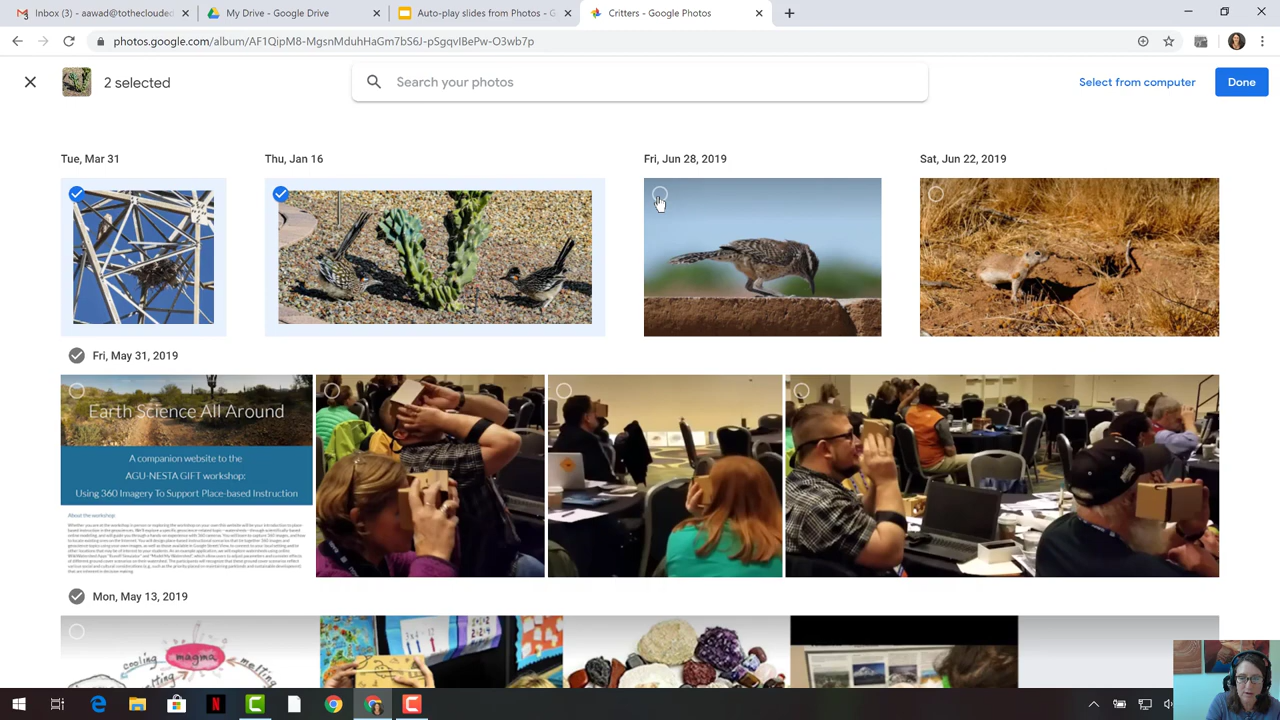 Inbox (3) - aawad@tothecloudedu
My Drive - Google Drive
Auto-play slides from Photos - G
Critters - Google Photos
photos.google.com/album/AF1QipM8-MgsnMduhHaGm7bS6J-pSgqvIBePw-O3wb7p
2 selected
Search your photos
Select from computer
Done
Tue, Mar 31
Thu, Jan 16
Fri, Jun 28, 2019
Sat, Jun 22, 2019
Fri, May 31, 2019
Earth Science All Around
A companion website to the
AGU-NESTA GIFT workshop:
Using 360 Imagery To Support Place-based Instruction
About the workshop:
Mon, May 13, 2019
cooling
magma
melting